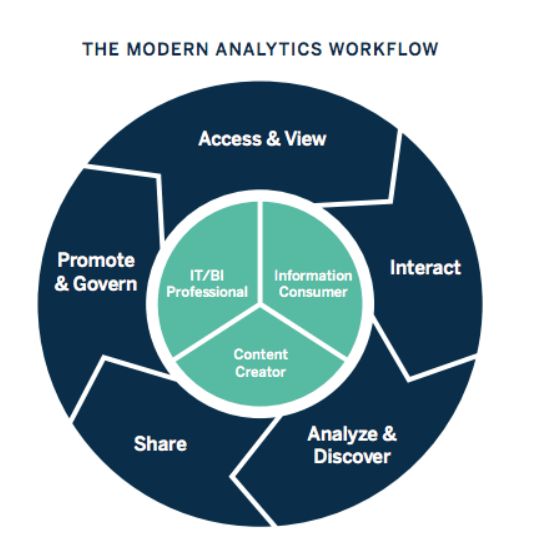 THE MODERN ANALYTICS WORKFLOW
Access & View
Interact
Analyze &
Discover
Share
Promote
& Govern
IT/BI
Professional
Information
Consumer
Content
Creator